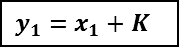 y₁ = x₁ + K